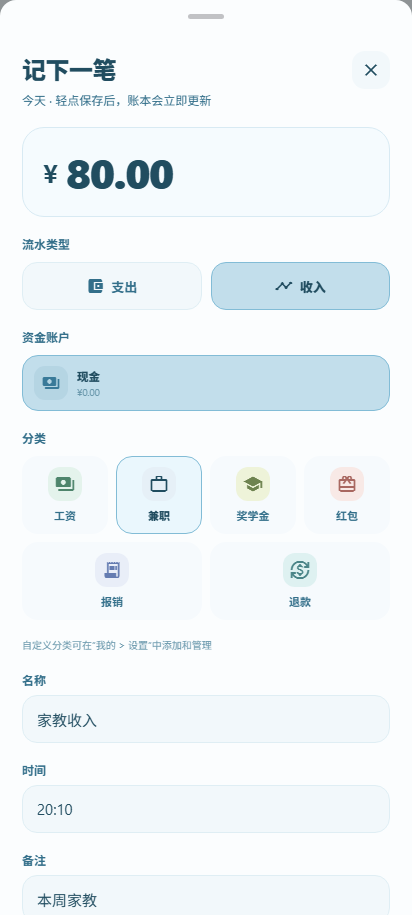 记下一笔
今天 · 轻点保存后，账本会立即更新
¥ 80.00
流水类型
支出
收入
资金账户
现金
¥0.00
分类
工资
兼职
奖学金
红包
报销
退款
自定义分类可在"我的 > 设置"中添加和管理
名称
家教收入
时间
20:10
备注
本周家教